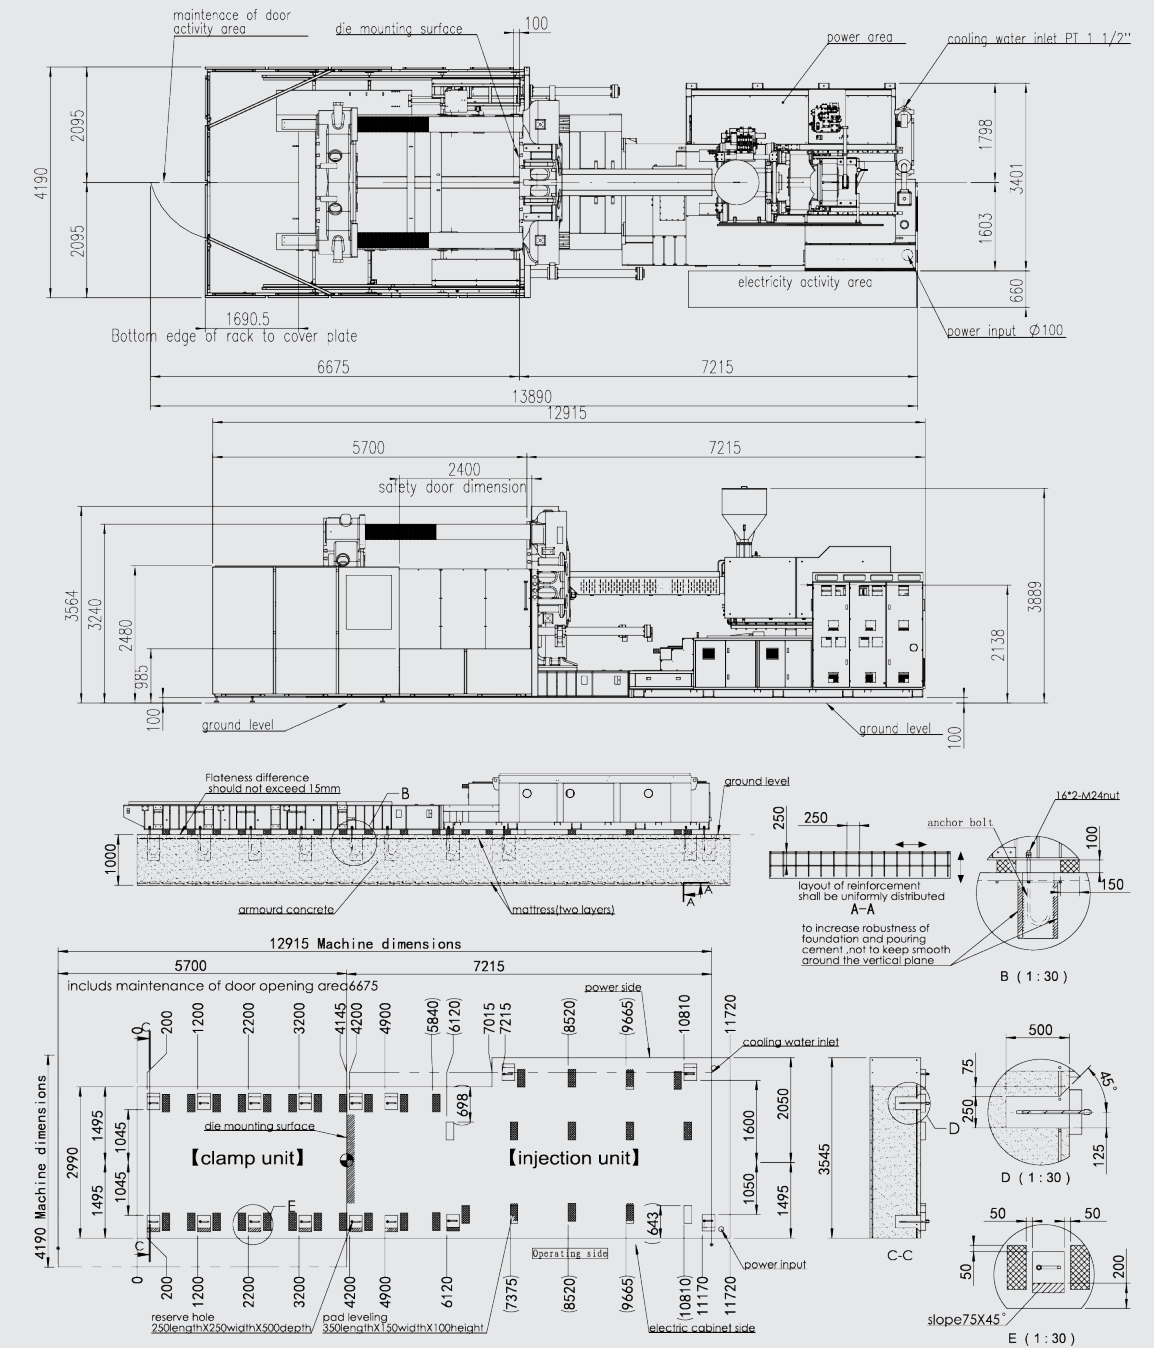 maintenace of door
activity area
die mounting surface
100
power area
cooling water inlet PT 1 1/2"
4190
2095
2095
1798
3401
1603
660
electricity activity area
1690.5
Bottom edge of rack to cover plate
power input Ø100
6675
7215
13890
12915
5700
7215
2400
safety door dimension
3564
3240
2480
985
100
3889
2138
100
ground level
ground level
Flateness difference
should not exceed 15mm
B
ground level
1000
armourd concrete
mattress(two layers)
A
A
250
250
layout of reinforcement
shall be uniformly distributed
A-A
to increase robustness of
foundation and pouring
cement ,not to keep smooth
around the vertical plane
16*2-M24nut
anchor bolt
100
150
B ( 1 : 30 )
12915 Machine dimensions
5700
7215
includs maintenance of door opening area6675
power side
C
0
200
1200
2200
3200
4145
4200
4900
(5840)
(6120)
7015
7215
(8520)
(9665)
10810
11720
cooling water inlet
4190 Machine dimensions
2990
1495
1495
1045
1045
die mounting surface
698
【clamp unit】
【injection unit】
1600
1050
2050
1495
E
C
(643)
Operating side
power input
0
200
1200
2200
3200
4200
4900
6120
(7375)
(8520)
(9665)
(10810)
11170
11720
reserve hole
250lengthX250widthX500depth
pad leveling
350lengthX150widthX100height
electric cabinet side
3545
D
C-C
500
75
250
45°
125
D ( 1 : 30 )
50
50
50
200
slope75X45°
E ( 1 : 30 )